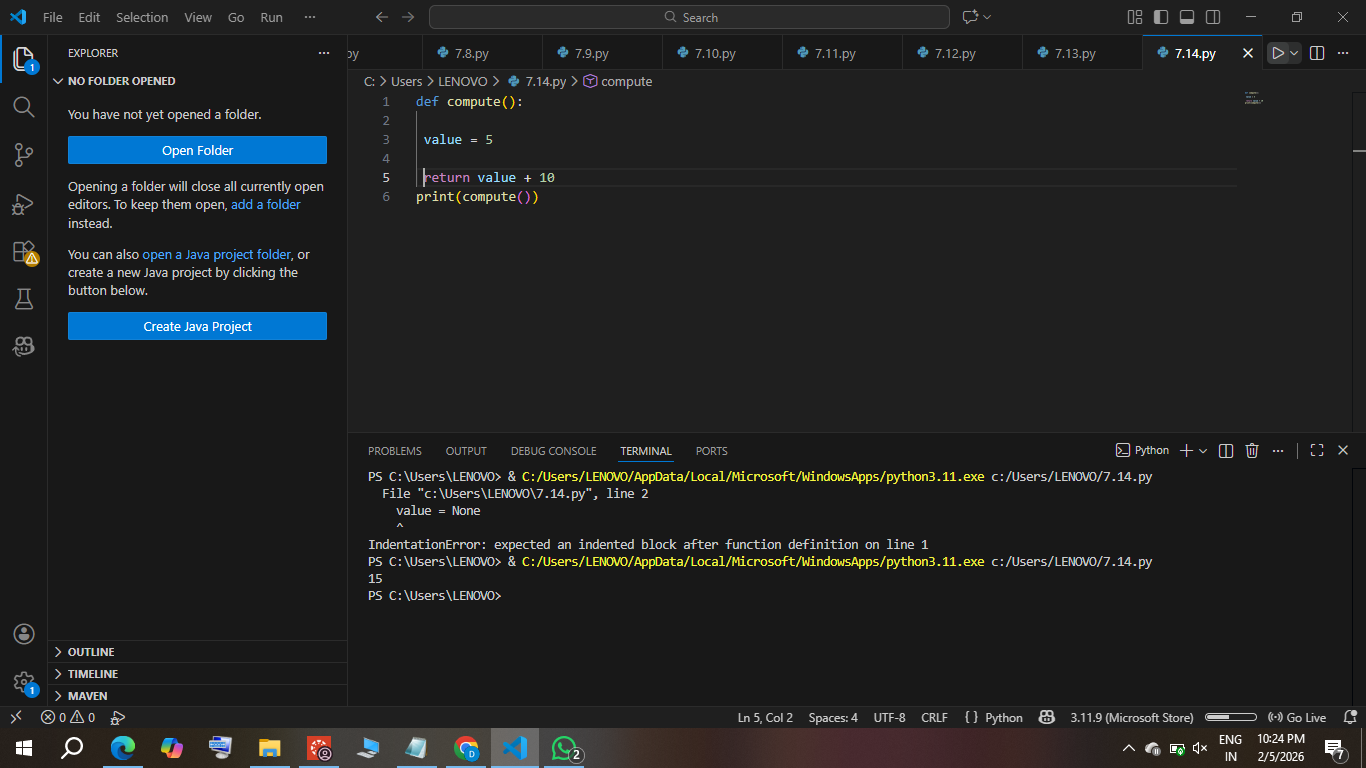 File Edit Selection View Go Run ···
Search
EXPLORER ···
NO FOLDER OPENED
You have not yet opened a folder.
Open Folder
Opening a folder will close all currently open
editors. To keep them open, add a folder
instead.
You can also open a Java project folder, or
create a new Java project by clicking the
button below.
Create Java Project
OUTLINE
TIMELINE
MAVEN
1
1
py 7.8.py 7.9.py 7.10.py 7.11.py 7.12.py 7.13.py 7.14.py
C: > Users > LENOVO > 7.14.py > compute
1 def compute():
2
3 value = 5
4
5 return value + 10
6 print(compute())
PROBLEMS OUTPUT DEBUG CONSOLE TERMINAL PORTS Python
PS C:\Users\LENOVO> & C:/Users/LENOVO/AppData/Local/Microsoft/WindowsApps/python3.11.exe c:/Users/LENOVO/7.14.py
File "c:\Users\LENOVO\7.14.py", line 2
value = None
^
IndentationError: expected an indented block after function definition on line 1
PS C:\Users\LENOVO> & C:/Users/LENOVO/AppData/Local/Microsoft/WindowsApps/python3.11.exe c:/Users/LENOVO/7.14.py
15
PS C:\Users\LENOVO>
0 0 Ln 5, Col 2 Spaces: 4 UTF-8 CRLF {} Python 3.11.9 (Microsoft Store) Go Live
D 2 ENG 10:24 PM
IN 2/5/2026 7